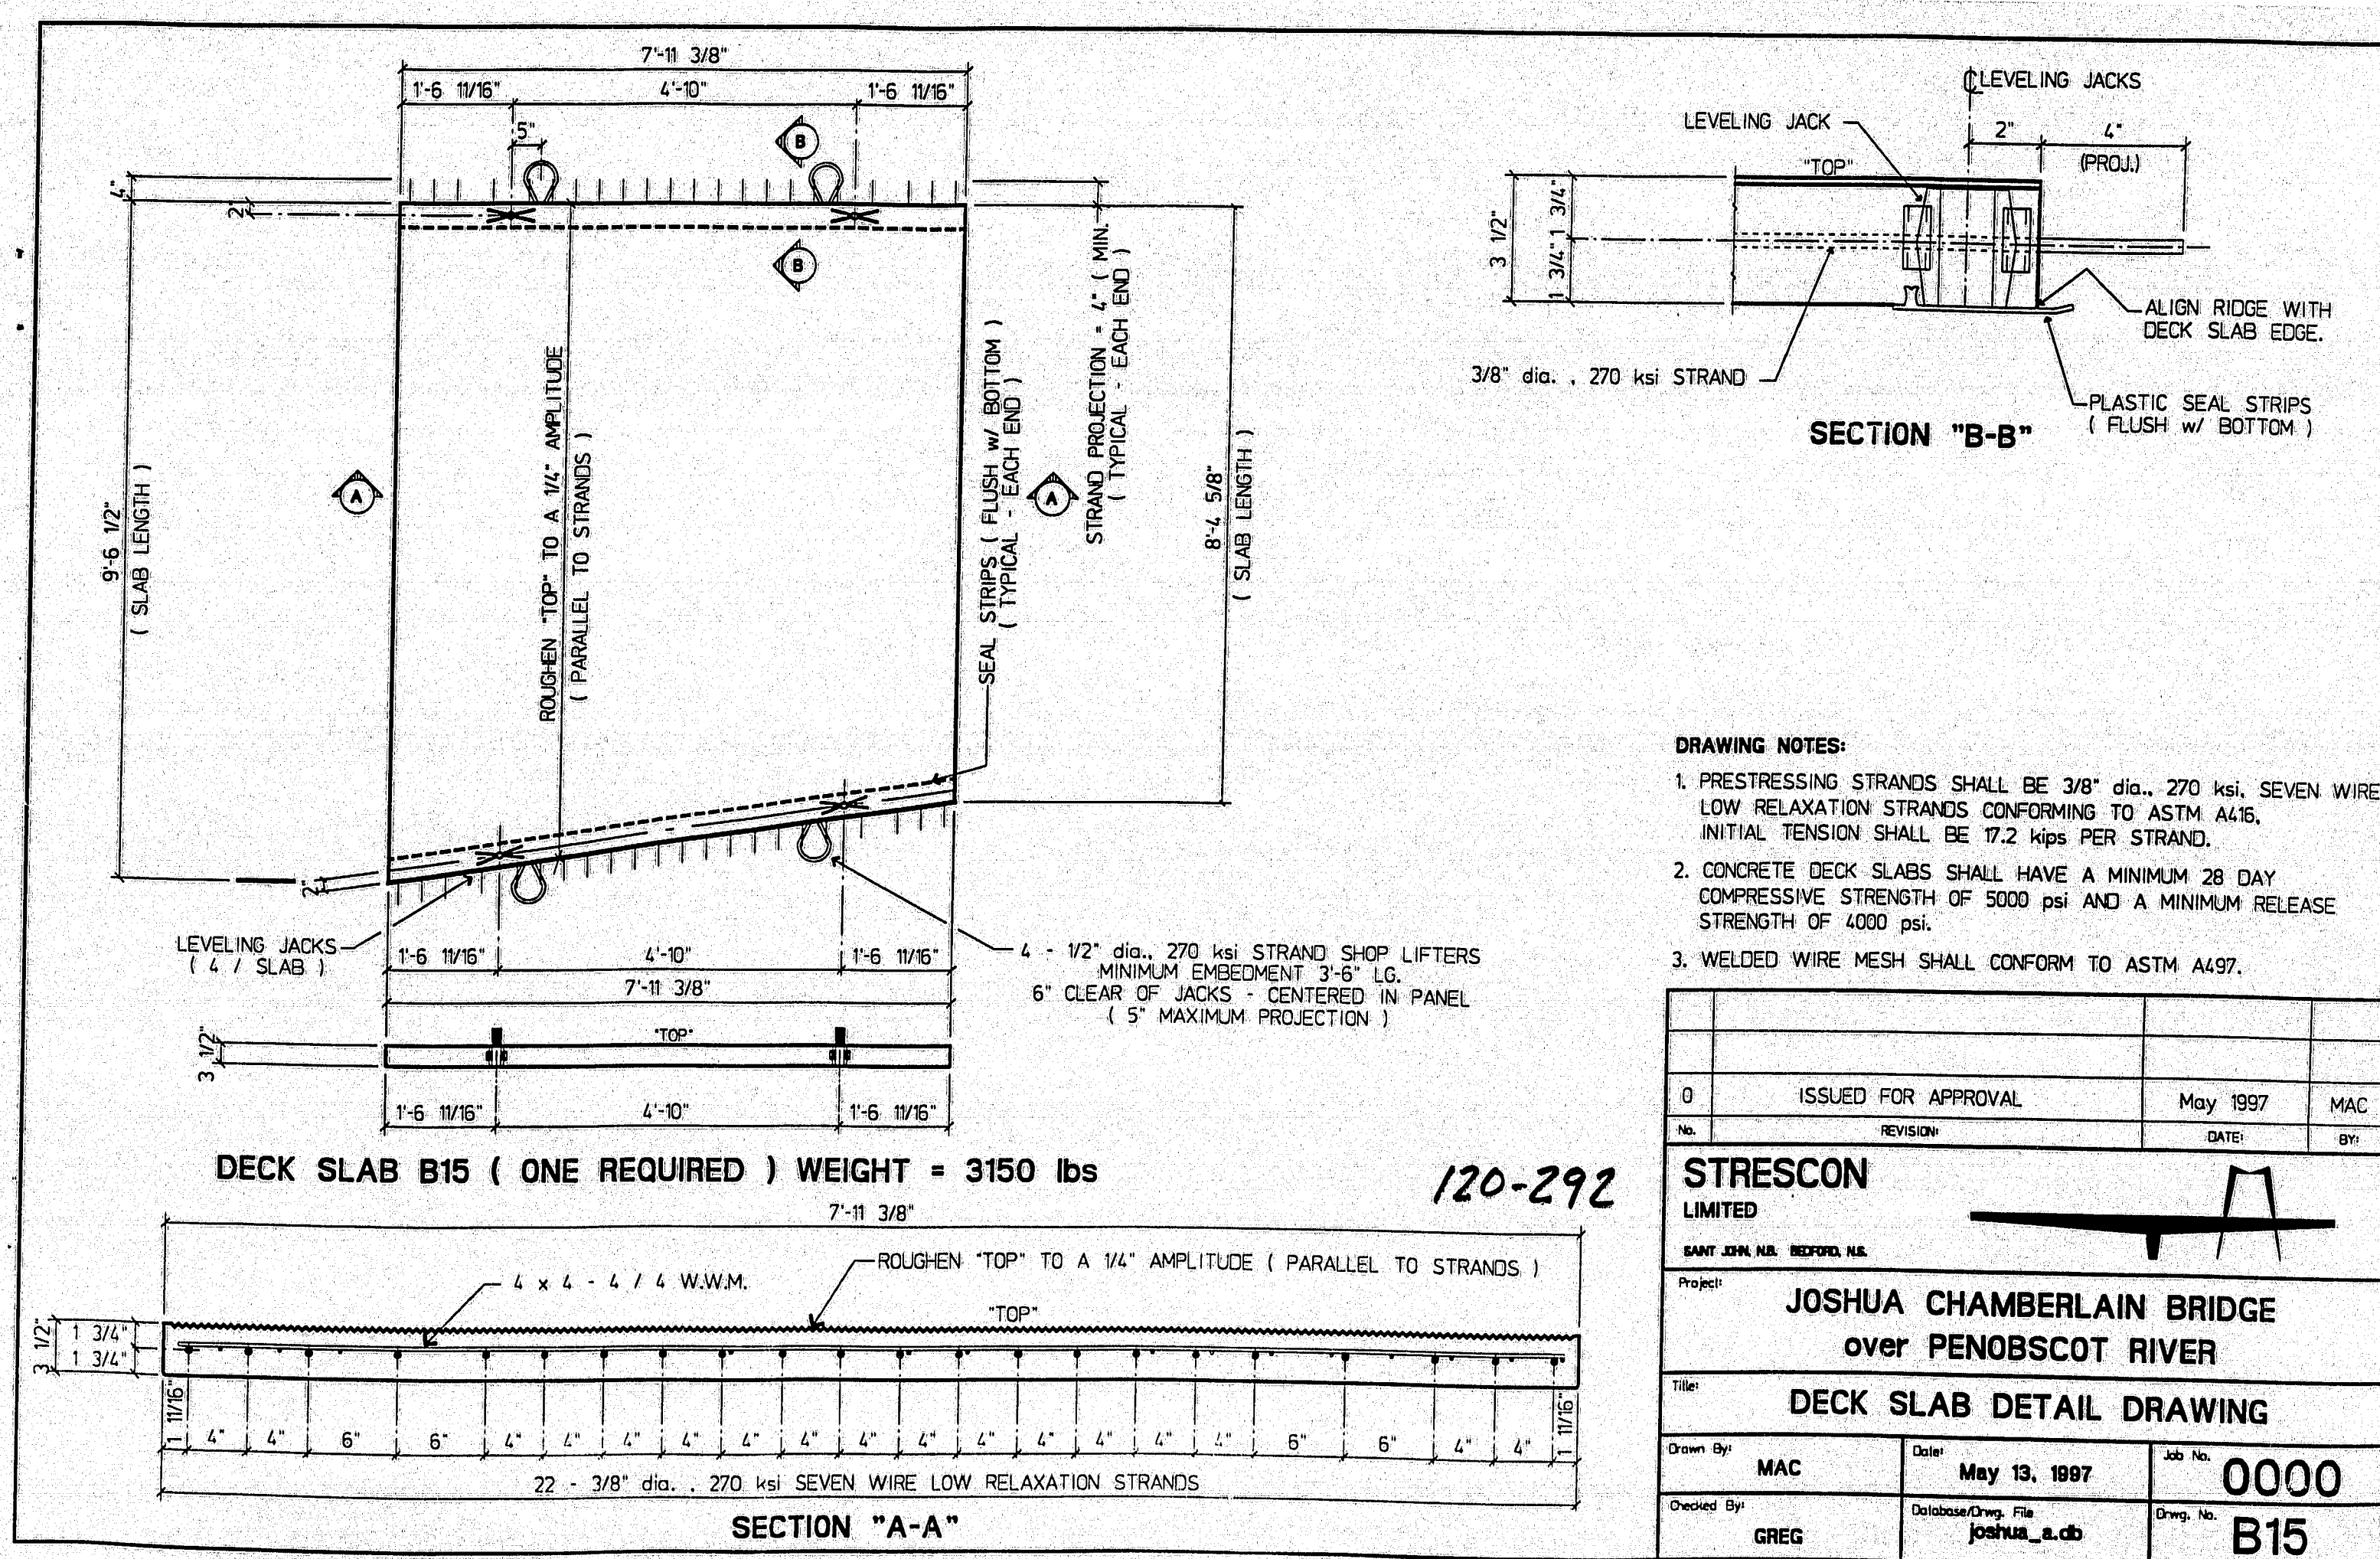 7'-11 3/8"
1'-6 11/16"
4'-10"
1'-6 11/16"
5"
B
4"
2"
B
9'-6 1/2"
( SLAB LENGTH )
A
ROUGHEN "TOP" TO A 1/4" AMPLITUDE
( PARALLEL TO STRANDS )
SEAL STRIPS ( FLUSH w/ BOTTOM )
( TYPICAL - EACH END )
A
STRAND PROJECTION = 4" ( MIN. )
( TYPICAL - EACH END )
8'-4 5/8"
( SLAB LENGTH )
2"
LEVELING JACKS
( 4 / SLAB )
1'-6 11/16"
4'-10"
1'-6 11/16"
7'-11 3/8"
4 - 1/2" dia., 270 ksi STRAND SHOP LIFTERS
MINIMUM EMBEDMENT 3'-6" LG.
6" CLEAR OF JACKS - CENTERED IN PANEL
( 5" MAXIMUM PROJECTION )
"TOP"
3 1/2"
1'-6 11/16"
4'-10"
1'-6 11/16"
DECK SLAB B15 ( ONE REQUIRED ) WEIGHT = 3150 lbs
120-292
7'-11 3/8"
ROUGHEN "TOP" TO A 1/4" AMPLITUDE ( PARALLEL TO STRANDS )
4 x 4 - 4 / 4 W.W.M.
"TOP"
3 1/2"
1 3/4"
1 3/4"
1 11/16"
4" 4" 6" 6" 4" 4" 4" 4" 4" 4" 4" 4" 4" 4" 4" 4" 4" 6" 6" 4" 4"
1 11/16"
22 - 3/8" dia. , 270 ksi SEVEN WIRE LOW RELAXATION STRANDS
SECTION "A-A"
℄ LEVELING JACKS
LEVELING JACK
2"
4"
(PROJ.)
"TOP"
3 1/2"
1 3/4" 1 3/4"
ALIGN RIDGE WITH
DECK SLAB EDGE.
3/8" dia. , 270 ksi STRAND
PLASTIC SEAL STRIPS
( FLUSH w/ BOTTOM )
SECTION "B-B"
DRAWING NOTES:
1. PRESTRESSING STRANDS SHALL BE 3/8" dia., 270 ksi, SEVEN WIRE
LOW RELAXATION STRANDS CONFORMING TO ASTM A416.
INITIAL TENSION SHALL BE 17.2 kips PER STRAND.
2. CONCRETE DECK SLABS SHALL HAVE A MINIMUM 28 DAY
COMPRESSIVE STRENGTH OF 5000 psi AND A MINIMUM RELEASE
STRENGTH OF 4000 psi.
3. WELDED WIRE MESH SHALL CONFORM TO ASTM A497.
0 ISSUED FOR APPROVAL May 1997 MAC
No. REVISION: DATE: BY:
STRESCON
LIMITED
SAINT JOHN, N.B. BEDFORD, N.S.
Project:
JOSHUA CHAMBERLAIN BRIDGE
over PENOBSCOT RIVER
Title:
DECK SLAB DETAIL DRAWING
Drawn By:
MAC
Date:
May 13, 1997
Job No.
0000
Checked By:
GREG
Database/Drwg. File
joshua_a.db
Drwg. No.
B15